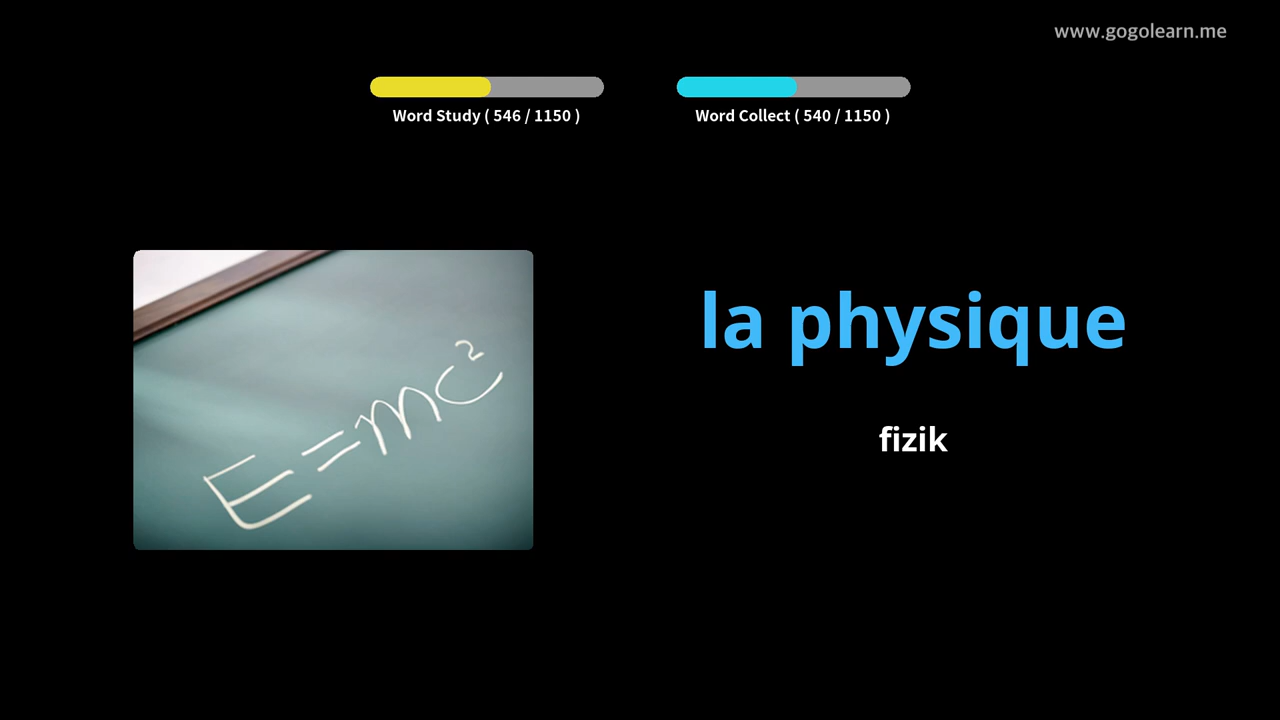 www.gogolearn.me
Word Study ( 546 / 1150 )
Word Collect ( 540 / 1150 )
E=mc²
la physique
fizik